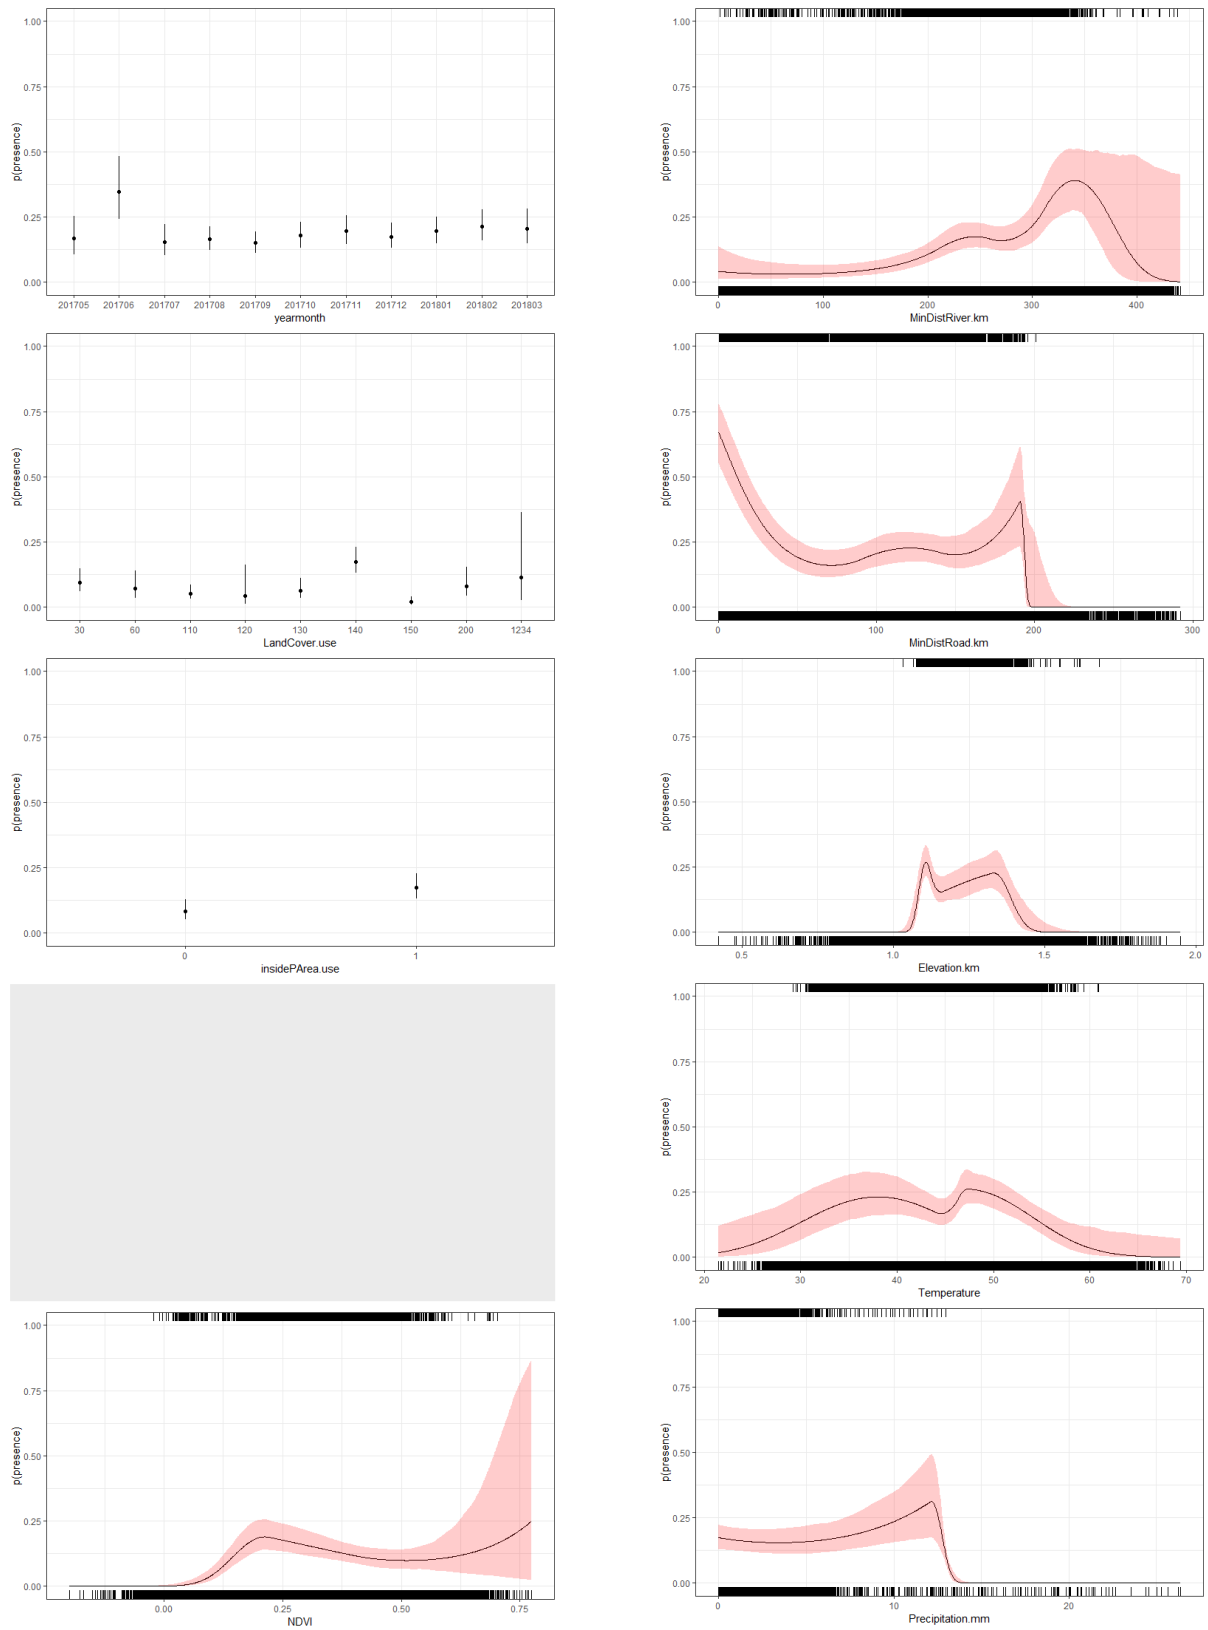 1.00
0.75
0.50
0.25
0.00
p(presence)
201705 201706 201707 201708 201709 201710 201711 201712 201801 201802 201803
yearmonth
1.00
0.75
0.50
0.25
0.00
p(presence)
0 100 200 300 400
MinDistRiver.km
1.00
0.75
0.50
0.25
0.00
p(presence)
30 60 110 120 130 140 150 200 1234
LandCover.use
1.00
0.75
0.50
0.25
0.00
p(presence)
0 100 200 300
MinDistRoad.km
1.00
0.75
0.50
0.25
0.00
p(presence)
0 1
insidePArea.use
1.00
0.75
0.50
0.25
0.00
p(presence)
0.5 1.0 1.5 2.0
Elevation.km
1.00
0.75
0.50
0.25
0.00
p(presence)
20 30 40 50 60 70
Temperature
1.00
0.75
0.50
0.25
0.00
p(presence)
0.00 0.25 0.50 0.75
NDVI
1.00
0.75
0.50
0.25
0.00
p(presence)
0 10 20
Precipitation.mm